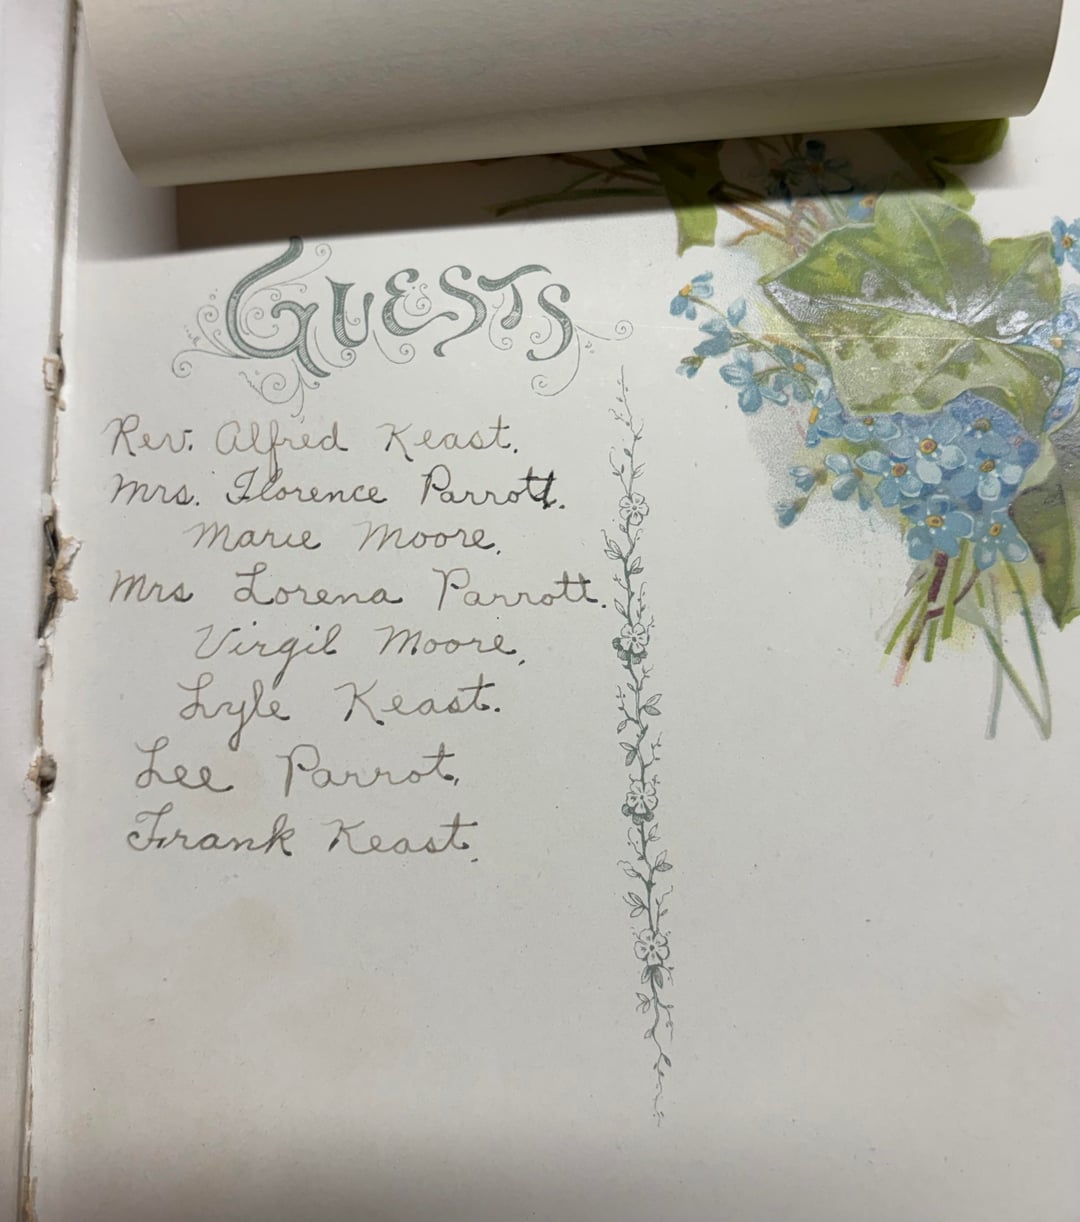 GUESTS
Rev. Alfred Keast.
Mrs. Florence Parrott.
Marie Moore.
Mrs Lorena Parrott.
Virgil Moore.
Lyle Keast.
Lee Parrot.
Frank Keast.